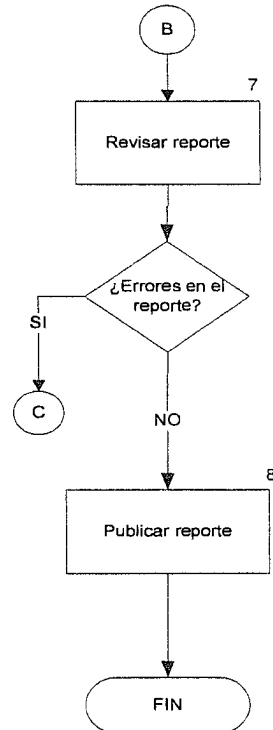 B
7
Revisar reporte
¿Errores en el
reporte?
SI
C
NO
8
Publicar reporte
FIN